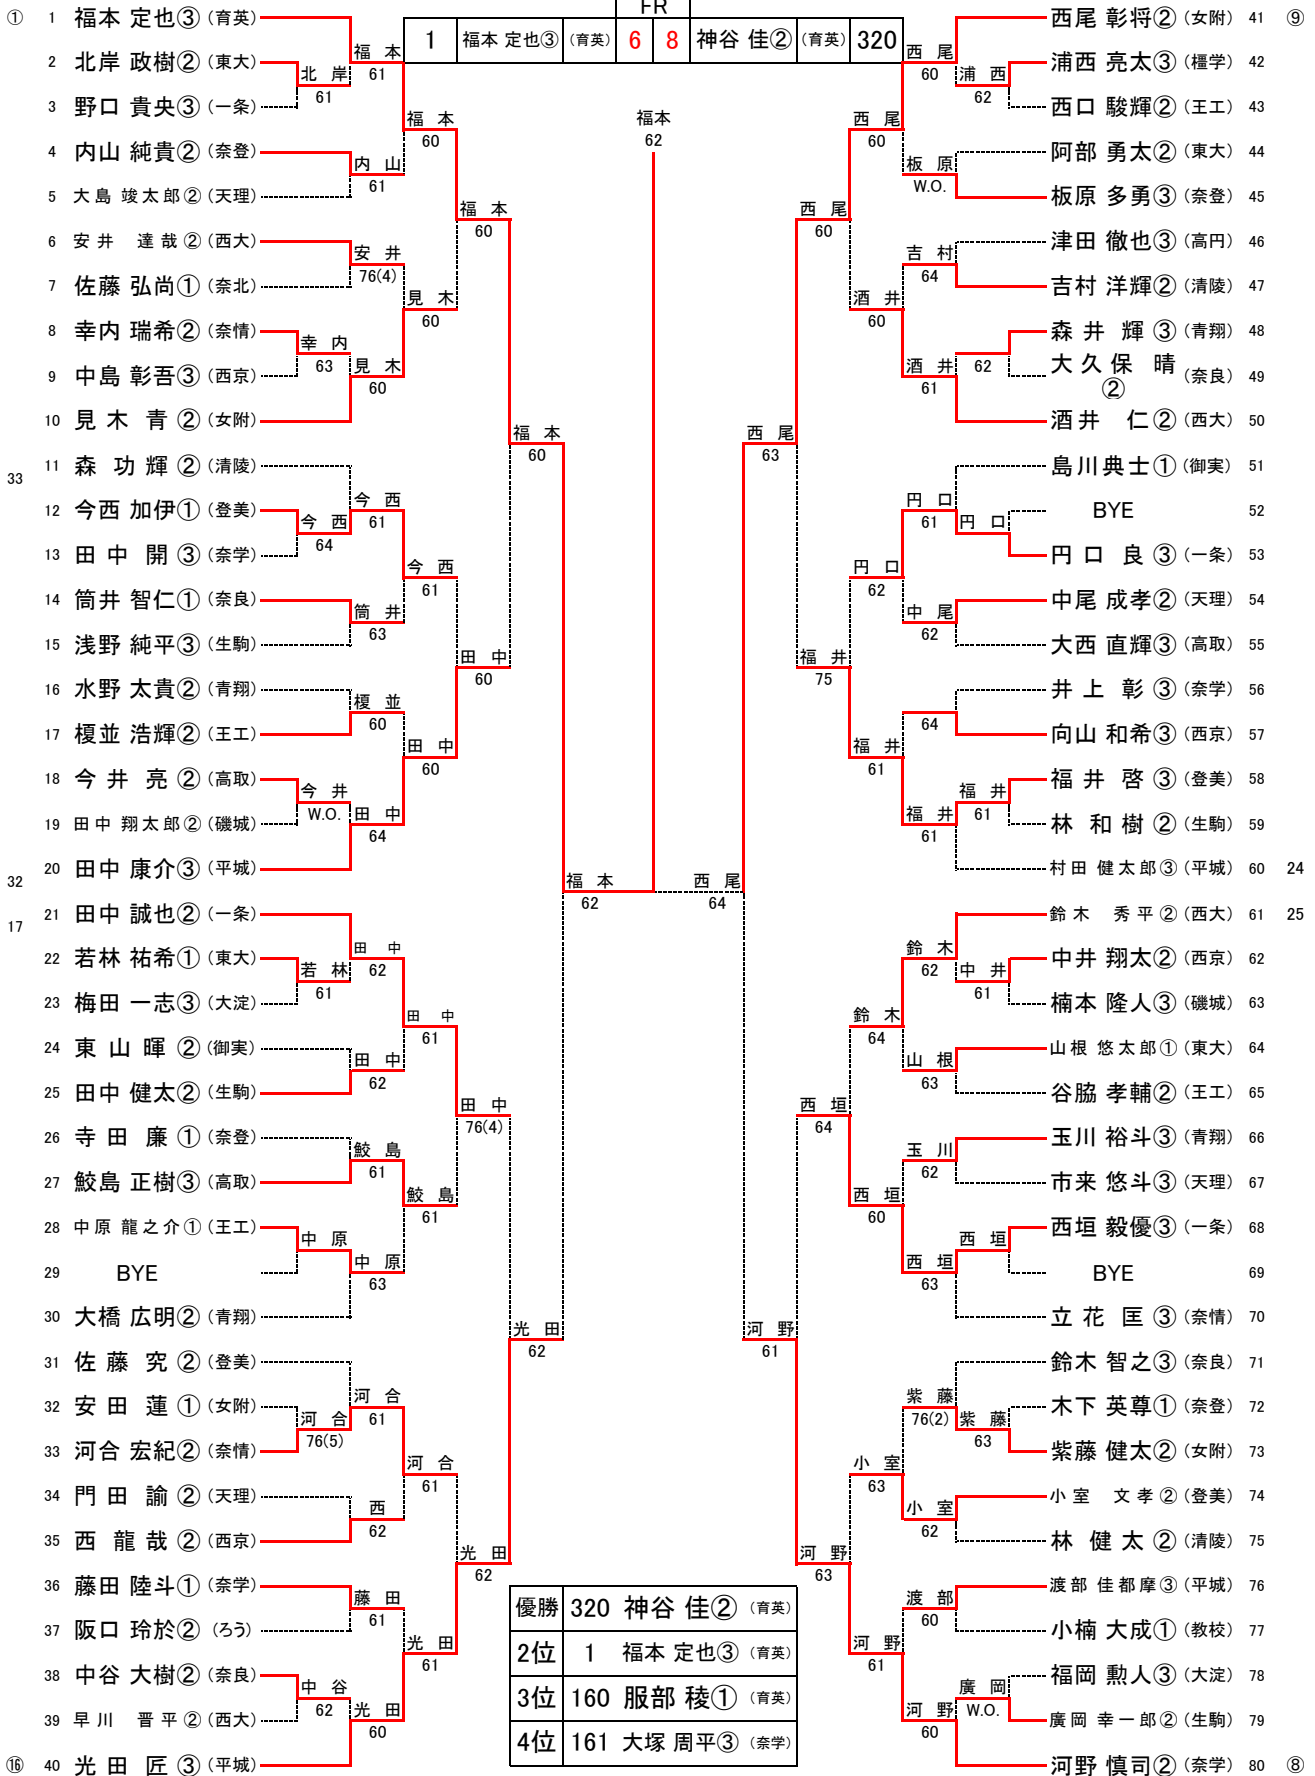 FR
1 福本 定也③ (育英) 6 8 神谷 佳② (育英) 320
① 1 福本 定也③ (育英)
2 北岸 政樹② (東大)
3 野口 貴央③ (一条)
4 内山 純貴② (奈登)
5 大島 竣太郎② (天理)
6 安井 達哉② (西大)
7 佐藤 弘尚① (奈北)
8 幸内 瑞希② (奈情)
9 中島 彰吾③ (西京)
10 見木 青② (女附)
33
11 森 功輝② (清陵)
12 今西 加伊① (登美)
13 田中 開③ (奈学)
14 筒井 智仁① (奈良)
15 浅野 純平③ (生駒)
16 水野 太貴② (青翔)
17 榎並 浩輝② (王工)
18 今井 亮② (高取)
19 田中 翔太郎② (磯城)
20 田中 康介③ (平城)
32
17
21 田中 誠也② (一条)
22 若林 祐希① (東大)
23 梅田 一志③ (大淀)
24 東山 暉② (御実)
25 田中 健太② (生駒)
26 寺田 廉① (奈登)
27 鮫島 正樹③ (高取)
28 中原 龍之介① (王工)
29 BYE
30 大橋 広明② (青翔)
31 佐藤 究② (登美)
32 安田 蓮① (女附)
33 河合 宏紀② (奈情)
34 門田 諭② (天理)
35 西 龍哉② (西京)
36 藤田 陸斗① (奈学)
37 阪口 玲於② (ろう)
38 中谷 大樹② (奈良)
39 早川 晋平② (西大)
⑯ 40 光田 匠③ (平城)
北岸
61
幸内
63
今西
64
今井
W.O.
若林
61
中原
河合
76(5)
中谷
62
福本
61
内山
61
安井
76(4)
見木
60
今西
61
筒井
63
榎並
60
田中
64
田中
62
田中
62
鮫島
61
中原
63
河合
61
西
62
藤田
61
光田
60
福本
60
見木
60
今西
61
田中
60
田中
61
鮫島
61
河合
61
光田
61
福本
60
田中
60
田中
76(4)
光田
62
福本
60
光田
62
福本
62
福本
62
西尾
64
西尾
63
河野
61
西尾
60
福井
75
西垣
64
河野
63
西尾
60
酒井
60
円口
62
福井
61
鈴木
64
西垣
60
小室
63
河野
61
西尾
60
板原
W.O.
吉村
64
酒井
61
円口
61
中尾
62
64
福井
61
鈴木
62
山根
63
玉川
62
西垣
63
紫藤
76(2)
小室
62
渡部
60
河野
60
浦西
62
62
円口
福井
61
中井
61
西垣
紫藤
63
廣岡
W.O.
西尾 彰将② (女附) 41 ⑨
浦西 亮太③ (橿学) 42
西口 駿輝② (王工) 43
阿部 勇太② (東大) 44
板原 多勇③ (奈登) 45
津田 徹也③ (高円) 46
吉村 洋輝② (清陵) 47
森井 輝③ (青翔) 48
大久保 晴② (奈良) 49
酒井 仁② (西大) 50
島川典士① (御実) 51
BYE 52
円口 良③ (一条) 53
中尾 成孝② (天理) 54
大西 直輝③ (高取) 55
井上 彰③ (奈学) 56
向山 和希③ (西京) 57
福井 啓③ (登美) 58
林 和樹② (生駒) 59
村田 健太郎③ (平城) 60 24
鈴木 秀平② (西大) 61 25
中井 翔太② (西京) 62
楠本 隆人③ (磯城) 63
山根 悠太郎① (東大) 64
谷脇 孝輔② (王工) 65
玉川 裕斗③ (青翔) 66
市来 悠斗③ (天理) 67
西垣 毅優③ (一条) 68
BYE 69
立花 匡③ (奈情) 70
鈴木 智之③ (奈良) 71
木下 英尊① (奈登) 72
紫藤 健太② (女附) 73
小室 文孝② (登美) 74
林 健太② (清陵) 75
渡部 佳都摩③ (平城) 76
小楠 大成① (教校) 77
福岡 勲人③ (大淀) 78
廣岡 幸一郎② (生駒) 79
河野 慎司② (奈学) 80 ⑧
優勝 320 神谷 佳② (育英)
2位 1 福本 定也③ (育英)
3位 160 服部 稜① (育英)
4位 161 大塚 周平③ (奈学)